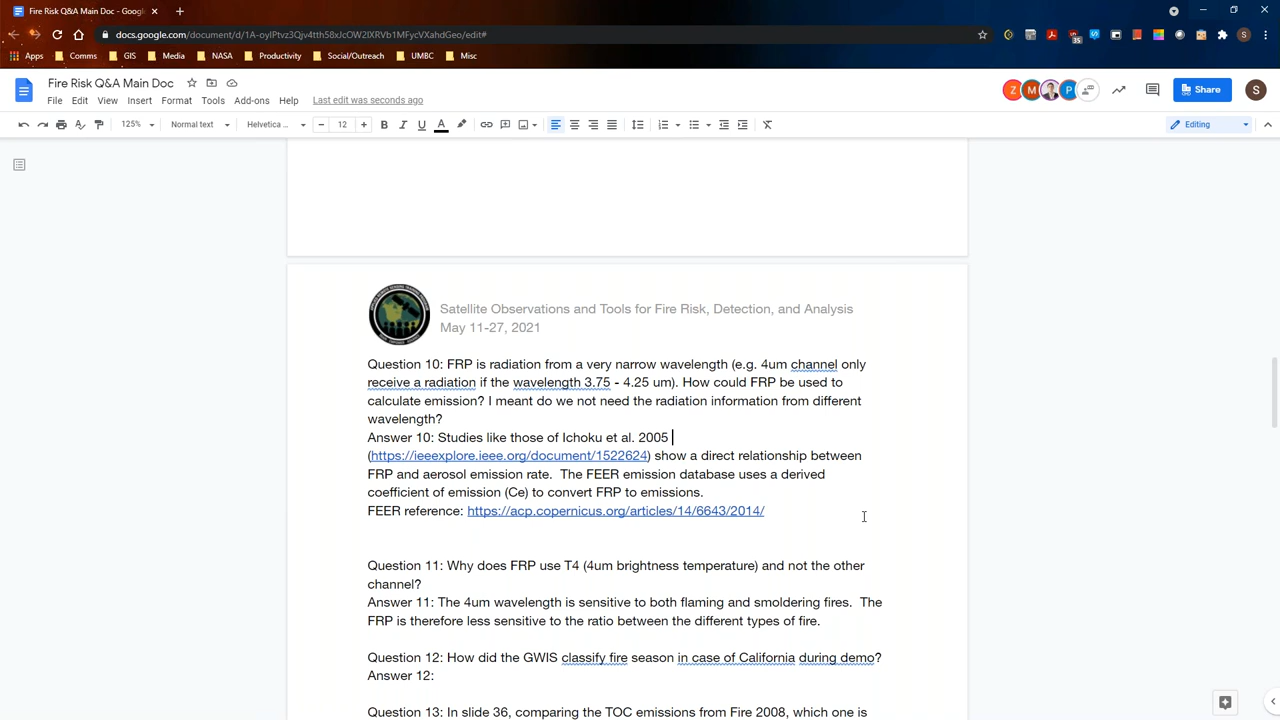 Fire Risk Q&A Main Doc - Googl
docs.google.com/document/d/1A-oyIPtvz3Qjv4tth58xJcOW2IXRVb1MFycVXahdGeo/edit#
Apps Comms GIS Media NASA Productivity Social/Outreach UMBC Misc
Fire Risk Q&A Main Doc
File Edit View Insert Format Tools Add-ons Help Last edit was seconds ago
Z M P Share S
125% Normal text Helvetica ... 12 B I U A Editing
Satellite Observations and Tools for Fire Risk, Detection, and Analysis
May 11-27, 2021
Question 10: FRP is radiation from a very narrow wavelength (e.g. 4um channel only
receive a radiation if the wavelength 3.75 - 4.25 um). How could FRP be used to
calculate emission? I meant do we not need the radiation information from different
wavelength?
Answer 10: Studies like those of Ichoku et al. 2005
(https://ieeexplore.ieee.org/document/1522624) show a direct relationship between
FRP and aerosol emission rate.  The FEER emission database uses a derived
coefficient of emission (Ce) to convert FRP to emissions.
FEER reference: https://acp.copernicus.org/articles/14/6643/2014/
Question 11: Why does FRP use T4 (4um brightness temperature) and not the other
channel?
Answer 11: The 4um wavelength is sensitive to both flaming and smoldering fires.  The
FRP is therefore less sensitive to the ratio between the different types of fire.
Question 12: How did the GWIS classify fire season in case of California during demo?
Answer 12:
Question 13: In slide 36, comparing the TOC emissions from Fire 2008, which one is